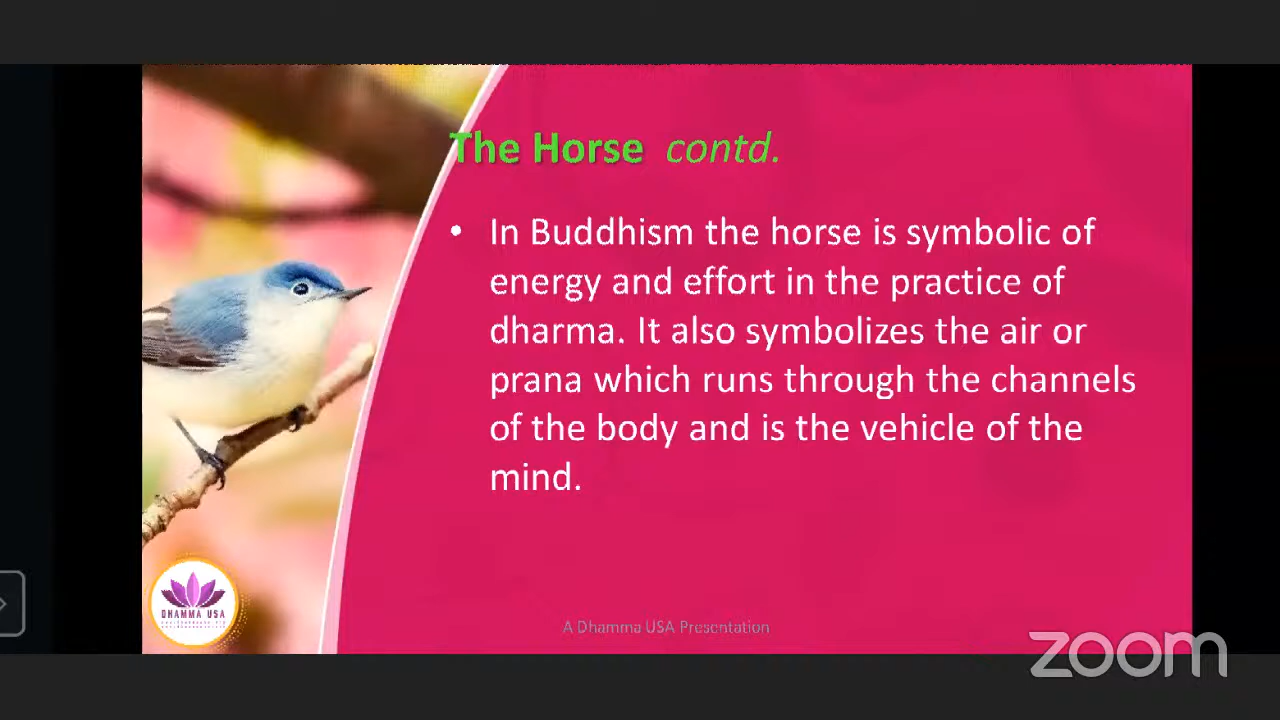 The Horse contd.
• In Buddhism the horse is symbolic of
energy and effort in the practice of
dharma. It also symbolizes the air or
prana which runs through the channels
of the body and is the vehicle of the
mind.
DHAMMA USA
A Dhamma USA Presentation
zoom